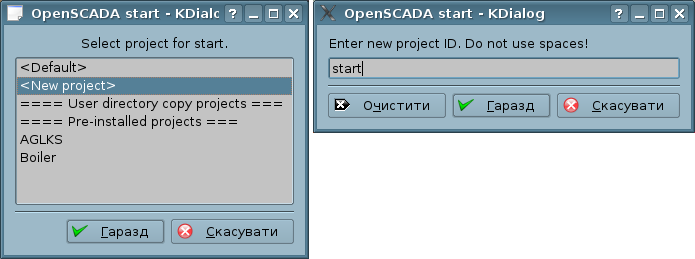 OpenSCADA start - KDialo
Select project for start.
<Default>
<New project>
==== User directory copy projects ===
==== Pre-installed projects ===
AGLKS
Boiler
Гаразд
Скасувати
OpenSCADA start - KDialog
Enter new project ID. Do not use spaces!
start
Очистити
Гаразд
Скасувати